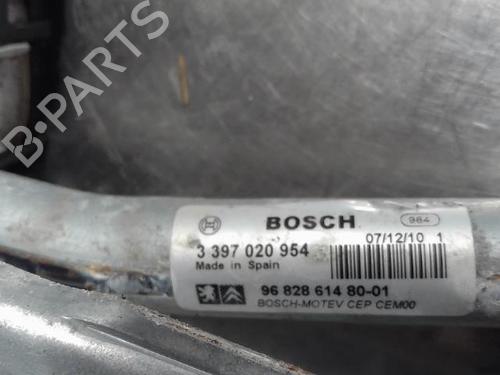 B-PARTS
BOSCH
984
3 397 020 954
07/12/10 1
Made in Spain
96 828 614 80-01
BOSCH-MOTEV CEP CEM00